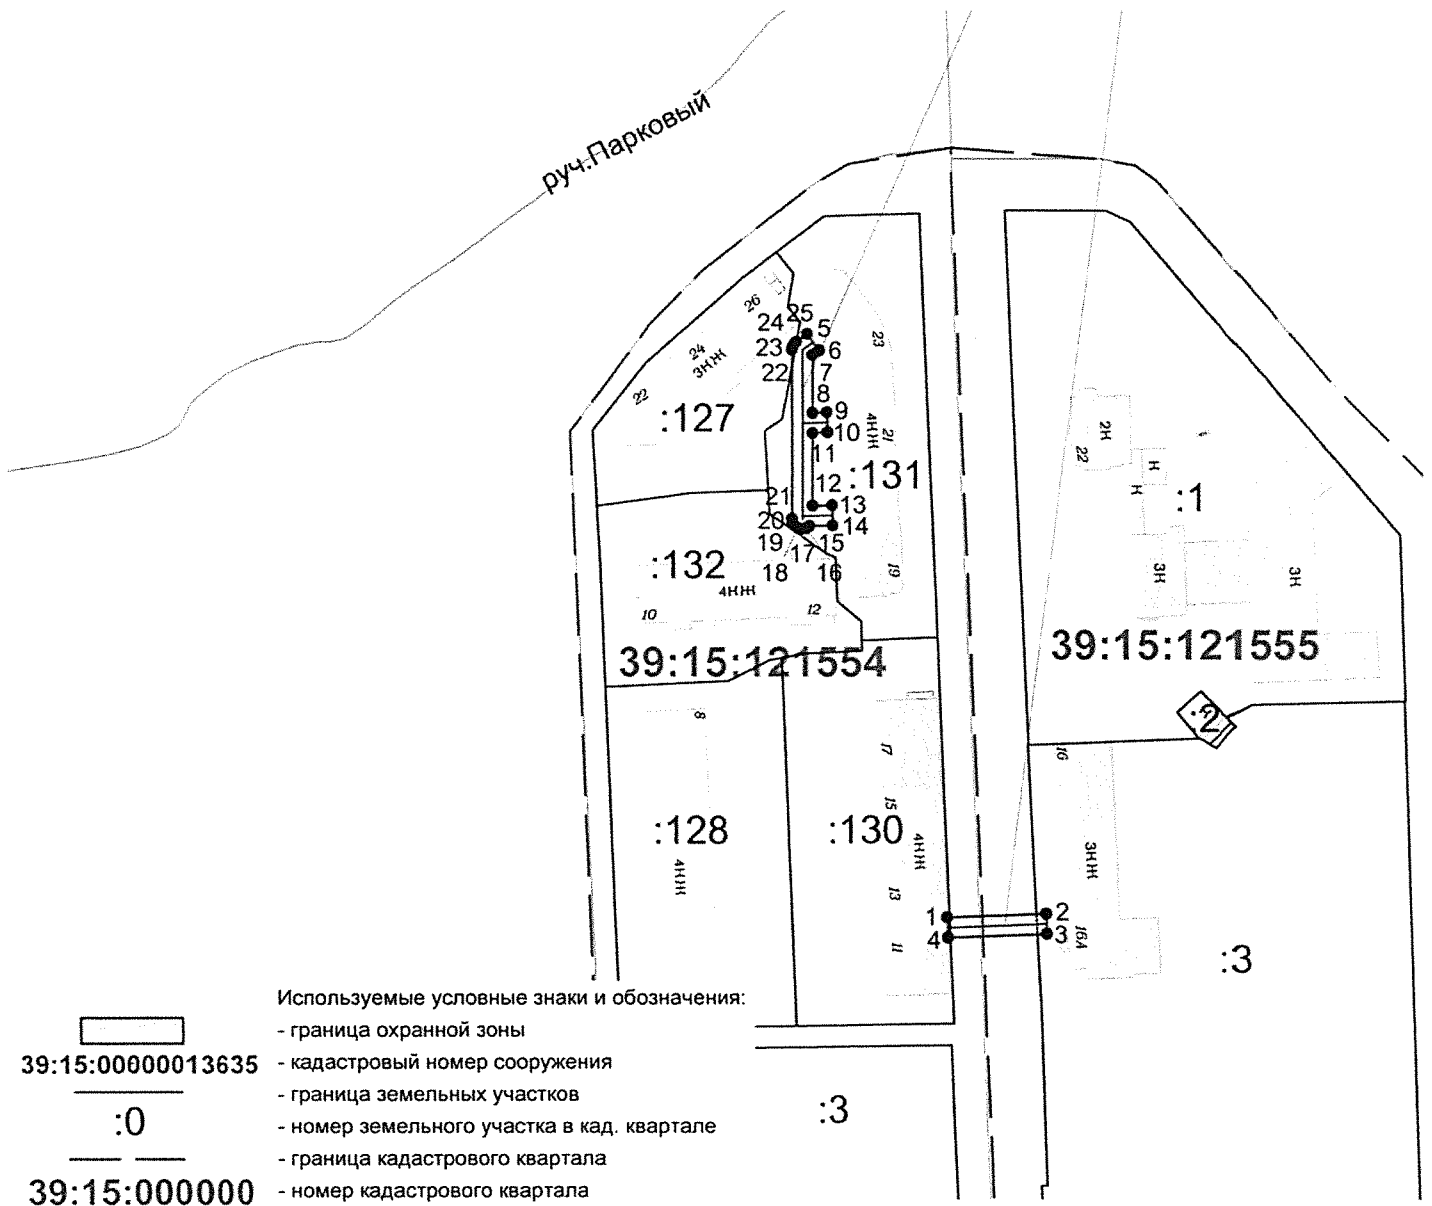 руч.Парковый
26
24
25
5
23
6
22
7
24
3НЖ
22
8
9
10
11
:127
4НЖ
21
23
:131
21
12
13
20
14
19
17
15
18
16
:132
4НЖ
10
12
19
39:15:121554
2Н
22
Н
Н
:1
3Н
3Н
39:15:121555
:2
8
17
16
:128
4НЖ
:130
15
4НЖ
3НЖ
13
1
2
4
3
11
16А
:3
Используемые условные знаки и обозначения:
- граница охранной зоны
39:15:00000013635 - кадастровый номер сооружения
- граница земельных участков
:0 - номер земельного участка в кад. квартале
- граница кадастрового квартала
39:15:000000 - номер кадастрового квартала
:3